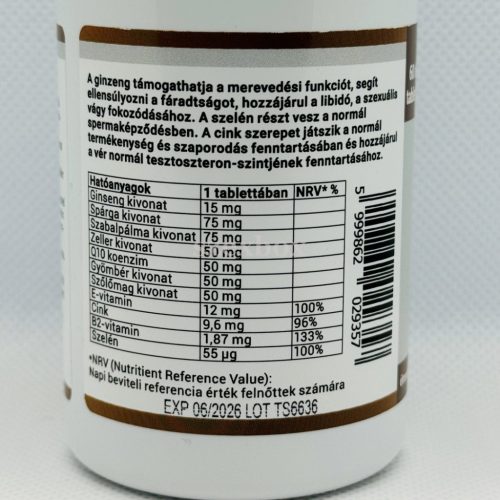 A ginzeng támogathatja a merevedési funkciót, segít
ellensúlyozni a fáradtságot, hozzájárul a libidó, a szexuális
vágy fokozódásához. A szelén részt vesz a normál
spermaképződésben. A cink szerepet játszik a normál
termékenység és szaporodás fenntartásában és hozzájárul
a vér normál tesztoszteron-szintjének fenntartásához.
Hatóanyagok 1 tablettában NRV* %
Ginseng kivonat 15 mg
Spárga kivonat 75 mg
Szabalpálma kivonat 75 mg
Zeller kivonat 50 mg
Q10 koenzim 50 mg
Gyömbér kivonat 50 mg
Szőlőmag kivonat 50 mg
E-vitamin 12 mg 100%
Cink 9,6 mg 96%
B2-vitamin 1,87 mg 133%
Szelén 55 µg 100%
*NRV (Nutritient Reference Value):
Napi beviteli referencia érték felnőttek számára
EXP 06/2026 LOT TS6636
5 999862 029357